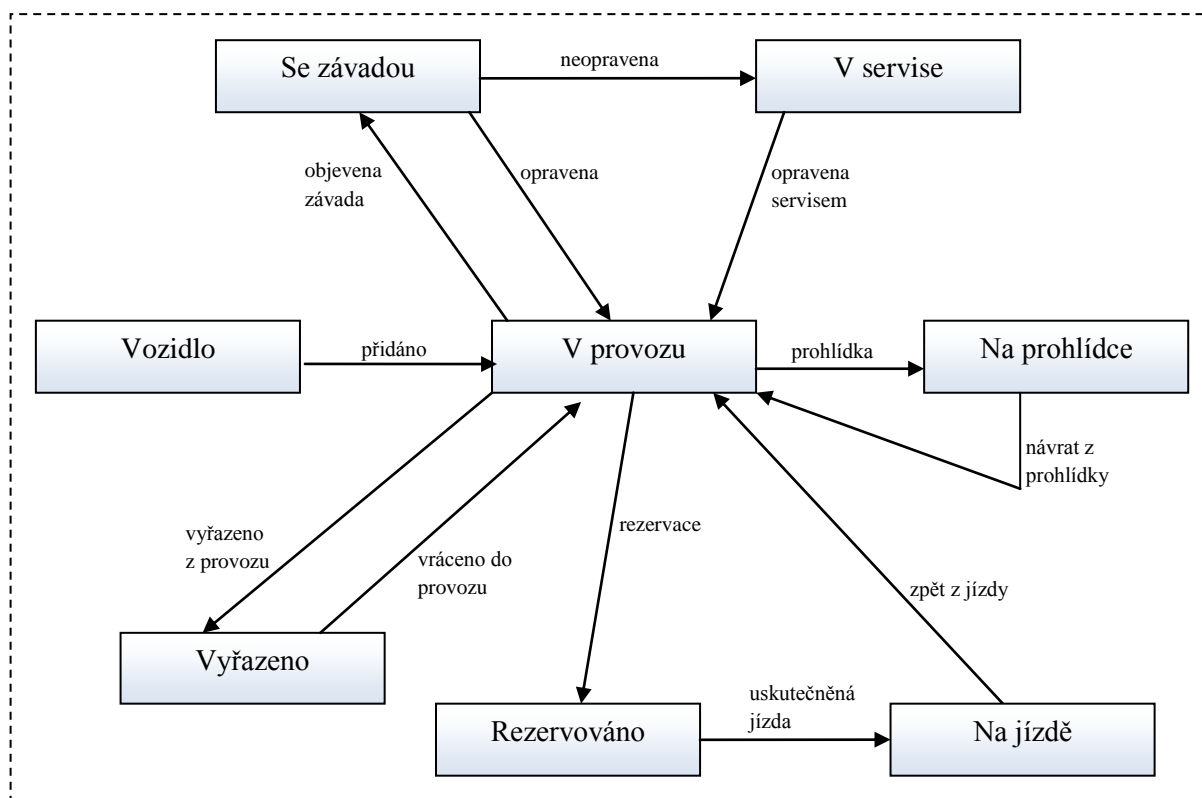 Se závadou
neopravena
V servise
objevena
závada
opravena
opravena
servisem
Vozidlo
přidáno
V provozu
prohlídka
Na prohlídce
návrat z
prohlídky
vyřazeno
z provozu
vráceno do
provozu
rezervace
zpět z jízdy
Vyřazeno
Rezervováno
uskutečněná
jízda
Na jízdě